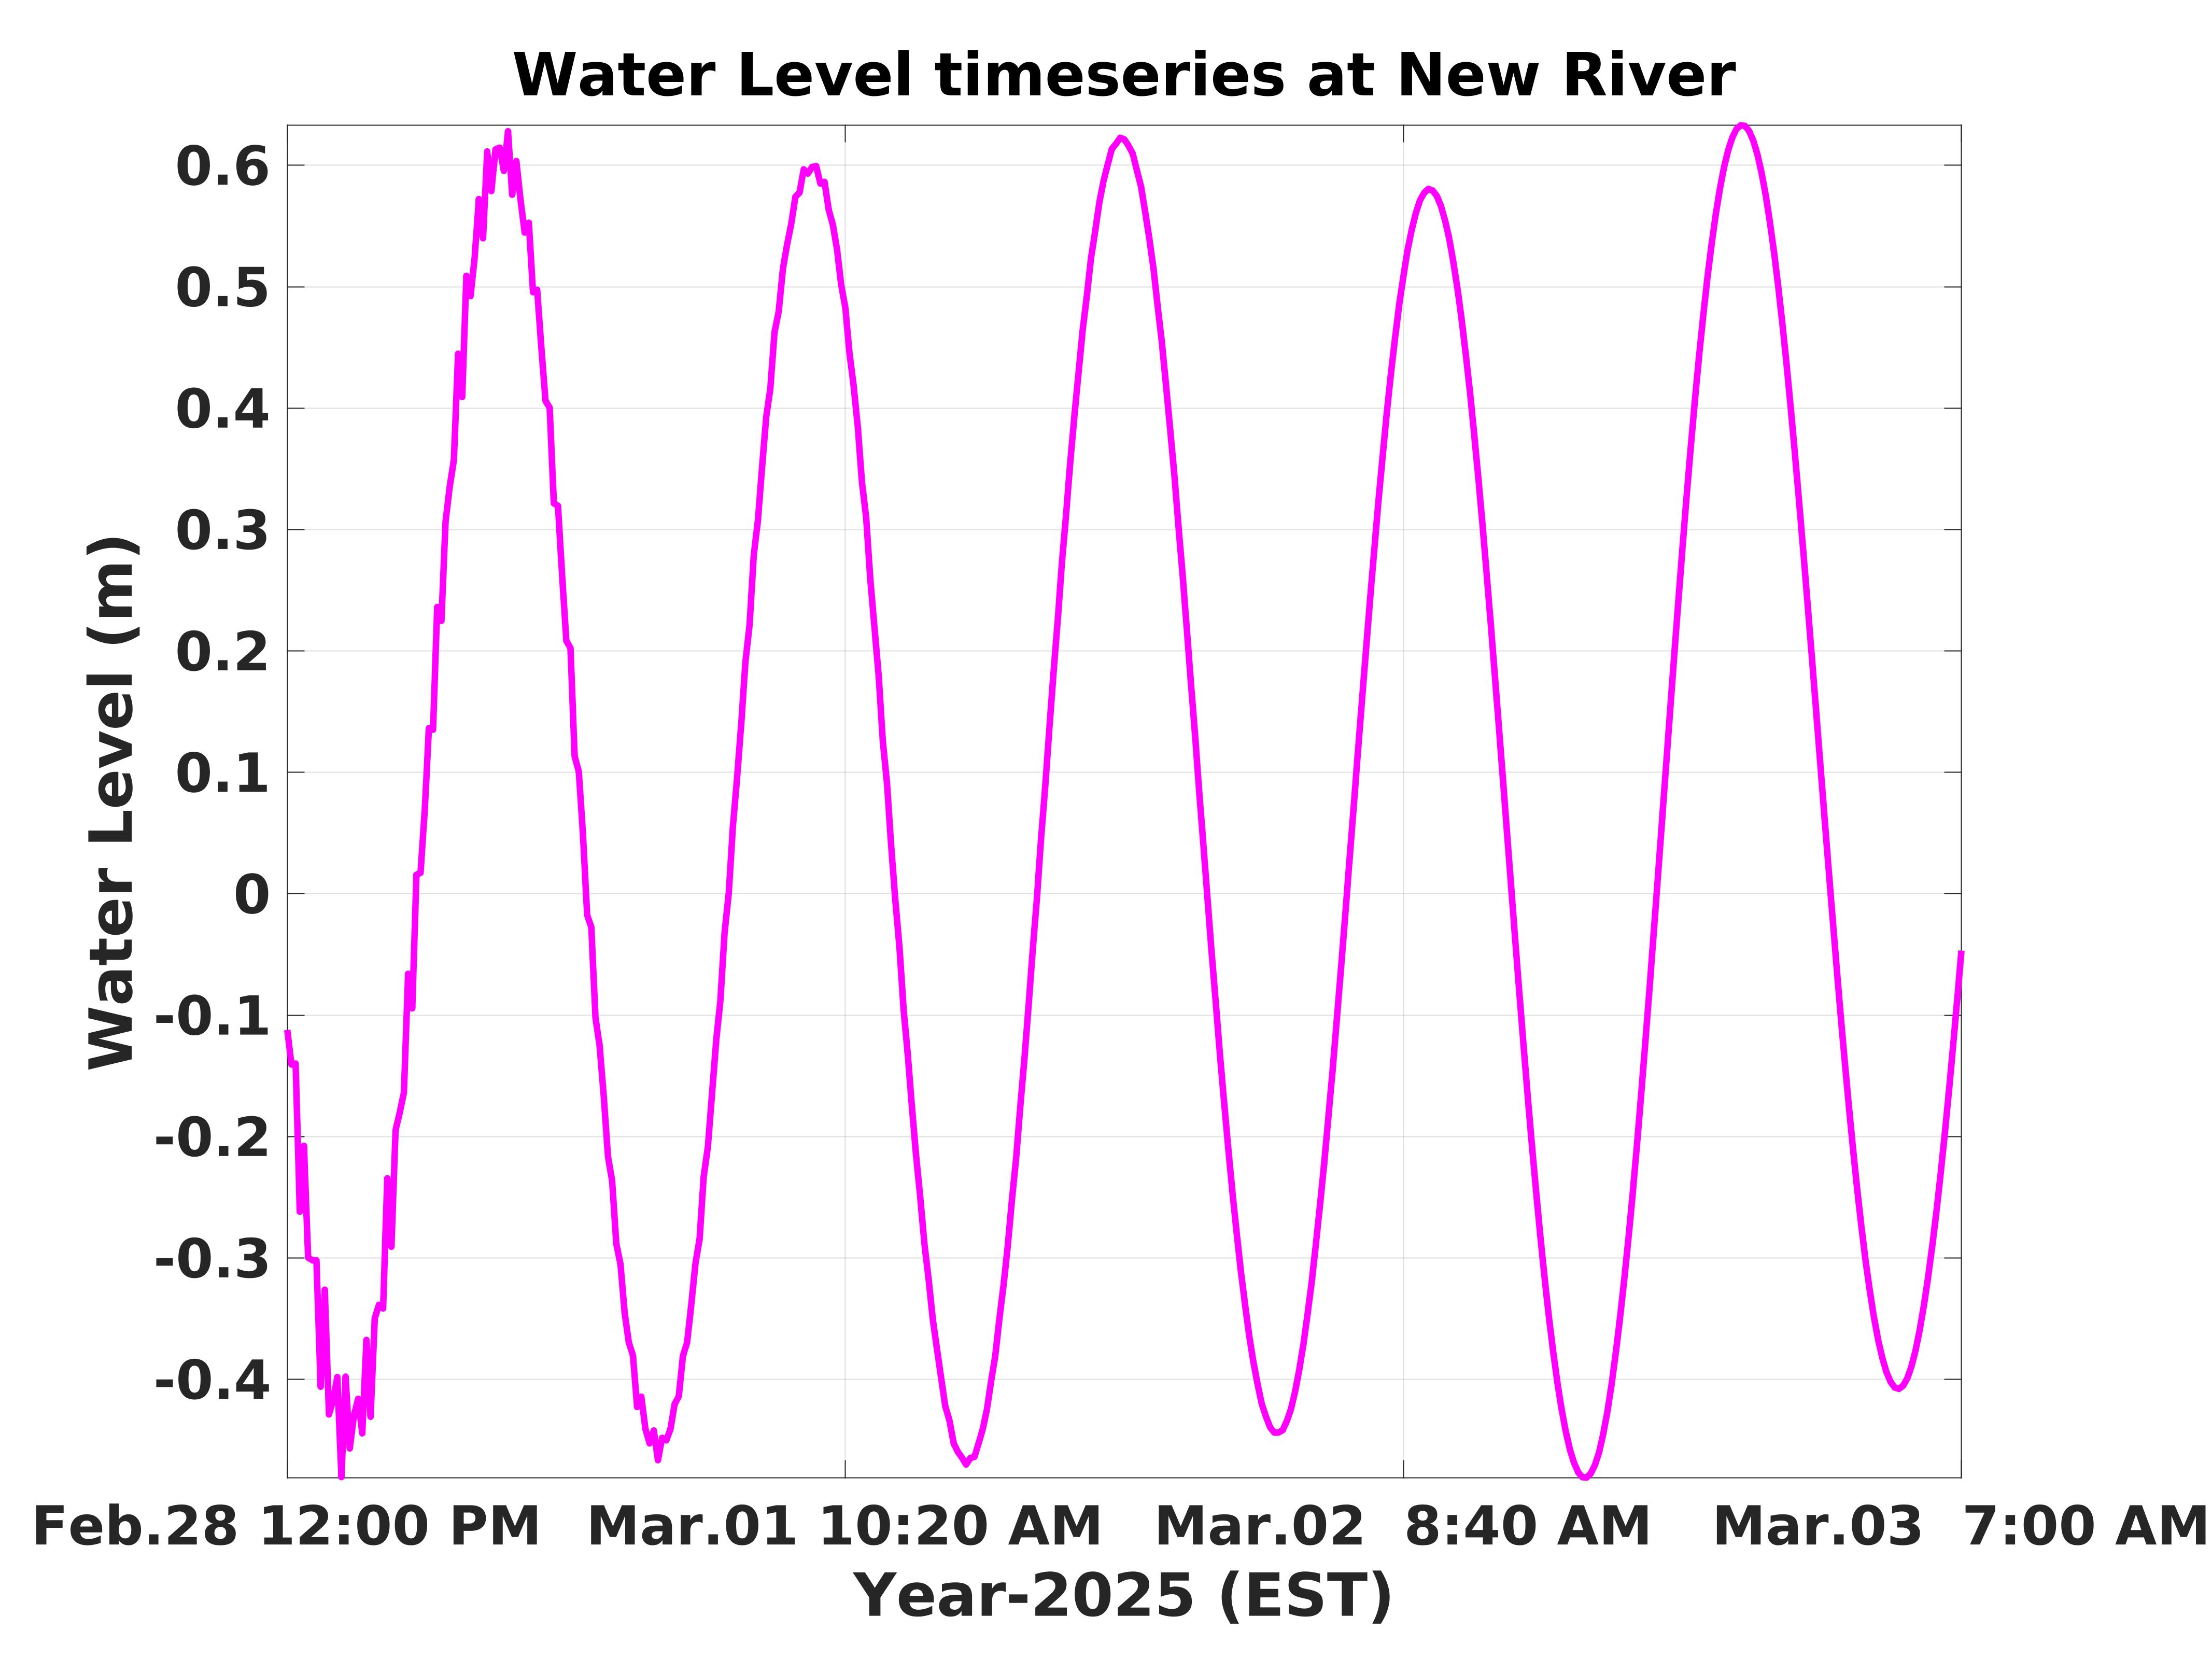 Water Level timeseries at New River
0.6
0.5
0.4
0.3
0.2
0.1
0
-0.1
-0.2
-0.3
-0.4
Water Level (m)
Feb.28 12:00 PM Mar.01 10:20 AM Mar.02 8:40 AM Mar.03 7:00 AM
Year-2025 (EST)